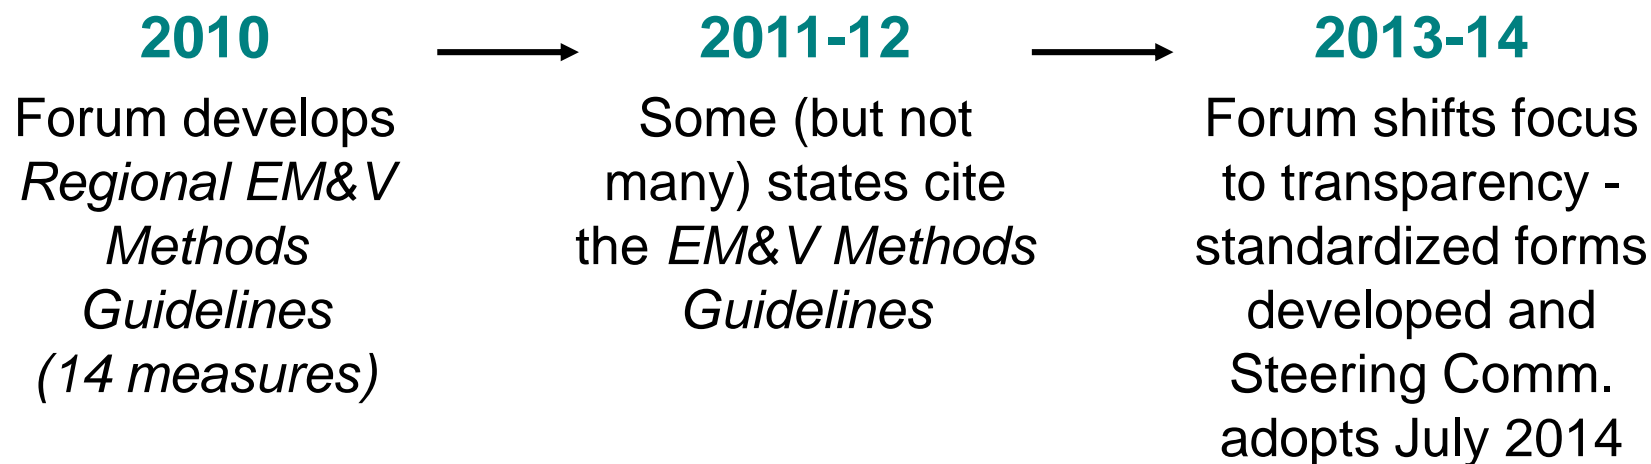 2010
Forum develops
Regional EM&V
Methods
Guidelines
(14 measures)
2011-12
Some (but not
many) states cite
the EM&V Methods
Guidelines
2013-14
Forum shifts focus
to transparency -
standardized forms
developed and
Steering Comm.
adopts July 2014